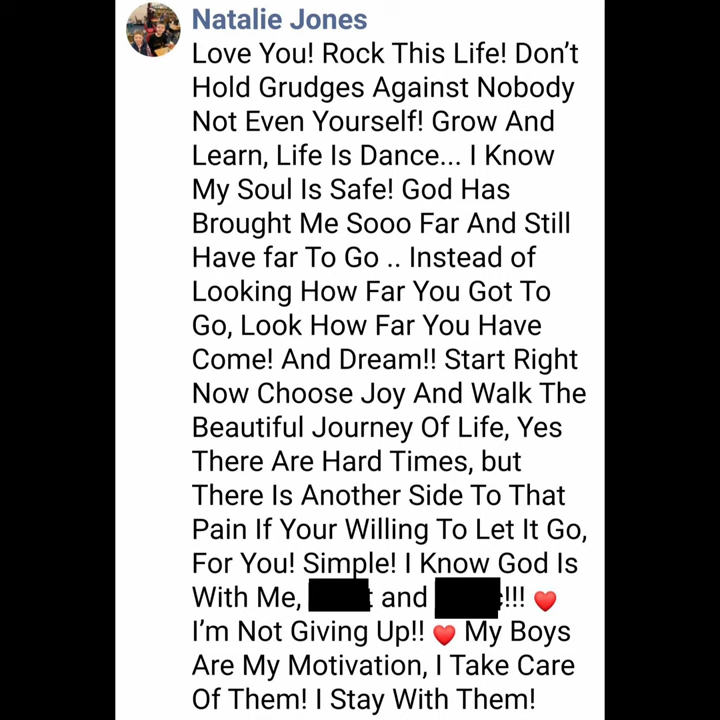 Natalie Jones
Love You! Rock This Life! Don't
Hold Grudges Against Nobody
Not Even Yourself! Grow And
Learn, Life Is Dance... I Know
My Soul Is Safe! God Has
Brought Me Sooo Far And Still
Have far To Go .. Instead of
Looking How Far You Got To
Go, Look How Far You Have
Come! And Dream!! Start Right
Now Choose Joy And Walk The
Beautiful Journey Of Life, Yes
There Are Hard Times, but
There Is Another Side To That
Pain If Your Willing To Let It Go,
For You! Simple! I Know God Is
With Me, and !!! ❤️
I'm Not Giving Up!! ❤️ My Boys
Are My Motivation, I Take Care
Of Them! I Stay With Them!